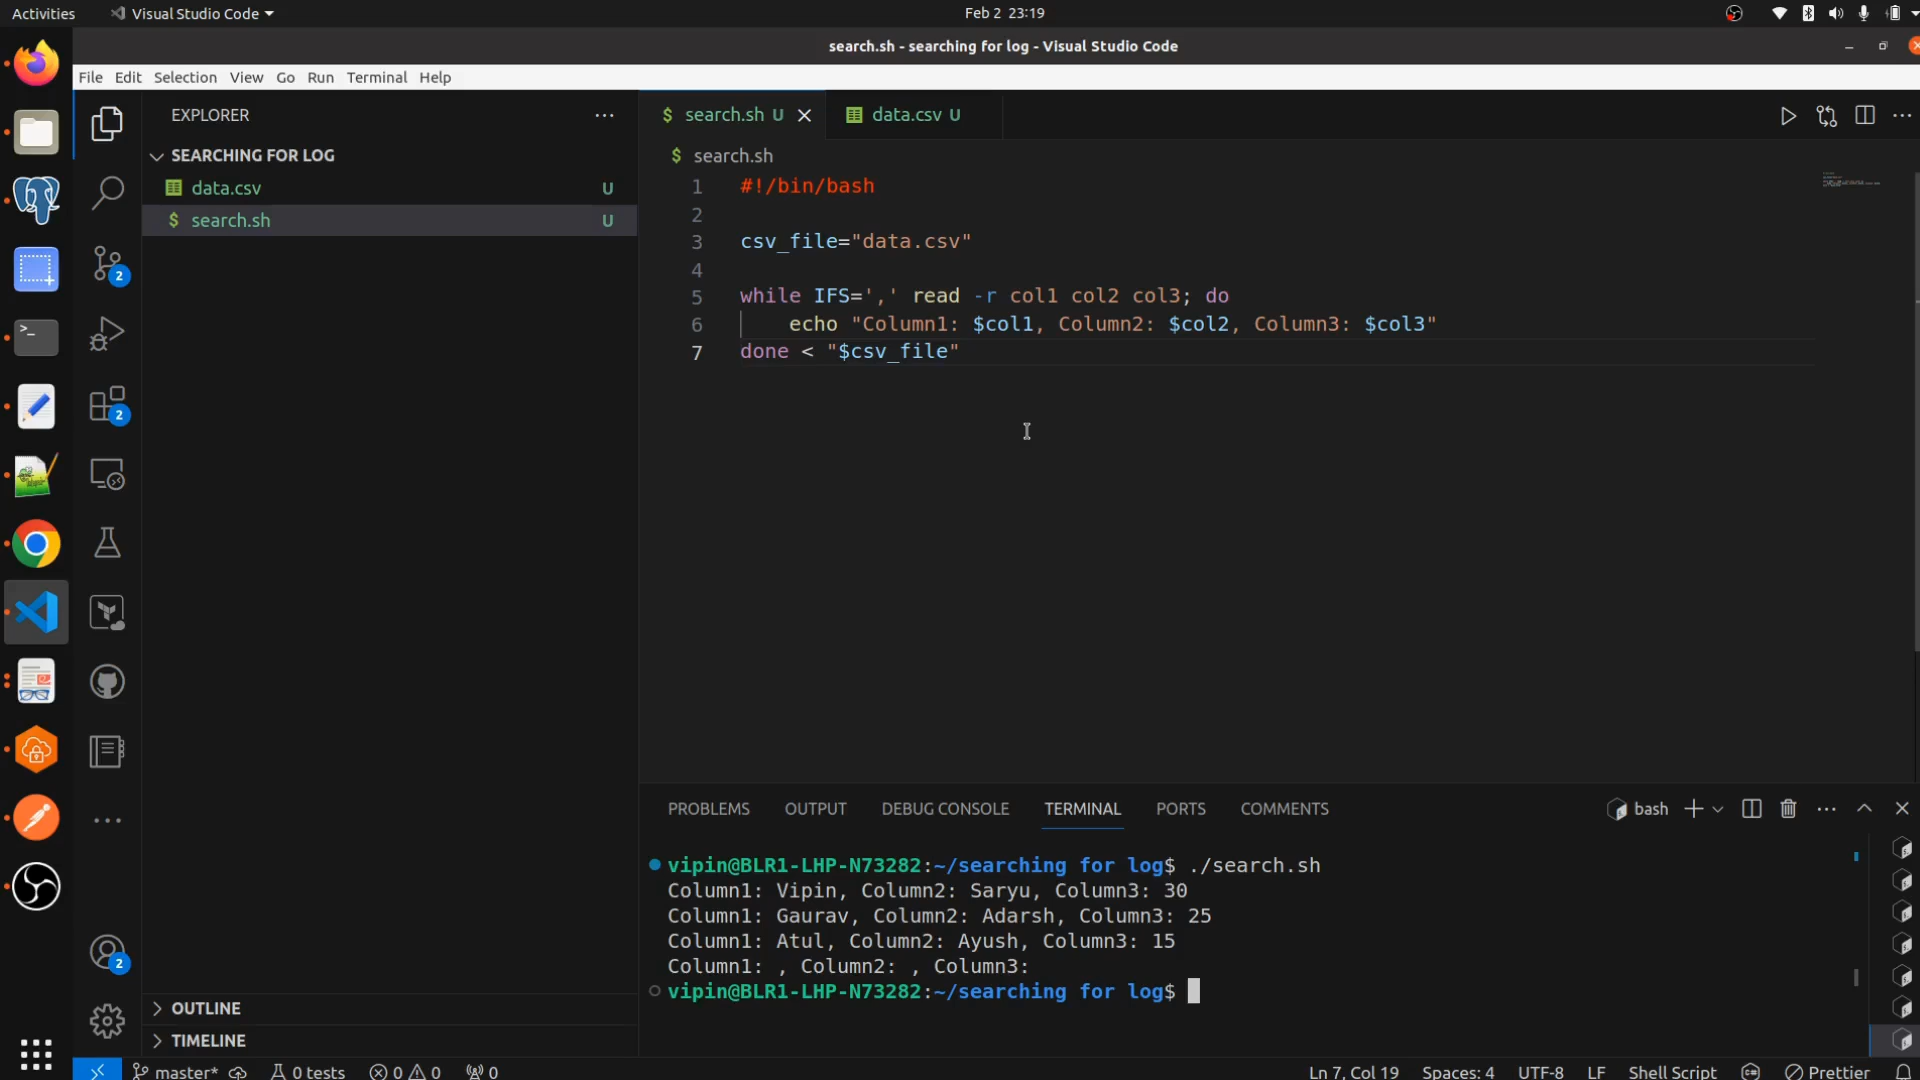 Activities
Visual Studio Code
Feb 2 23:19
search.sh - searching for log - Visual Studio Code
File Edit Selection View Go Run Terminal Help
EXPLORER
SEARCHING FOR LOG
data.csv U
search.sh U
search.sh U
data.csv U
search.sh
1 #!/bin/bash
2
3 csv_file="data.csv"
4
5 while IFS=',' read -r col1 col2 col3; do
6 echo "Column1: $col1, Column2: $col2, Column3: $col3"
7 done < "$csv_file"
2
2
2
OUTLINE
TIMELINE
PROBLEMS OUTPUT DEBUG CONSOLE TERMINAL PORTS COMMENTS
bash
vipin@BLR1-LHP-N73282:~/searching for log$ ./search.sh
Column1: Vipin, Column2: Saryu, Column3: 30
Column1: Gaurav, Column2: Adarsh, Column3: 25
Column1: Atul, Column2: Ayush, Column3: 15
Column1: , Column2: , Column3:
vipin@BLR1-LHP-N73282:~/searching for log$
master* 0 tests 0 0 0
Ln 7, Col 19 Spaces: 4 UTF-8 LF Shell Script Prettier